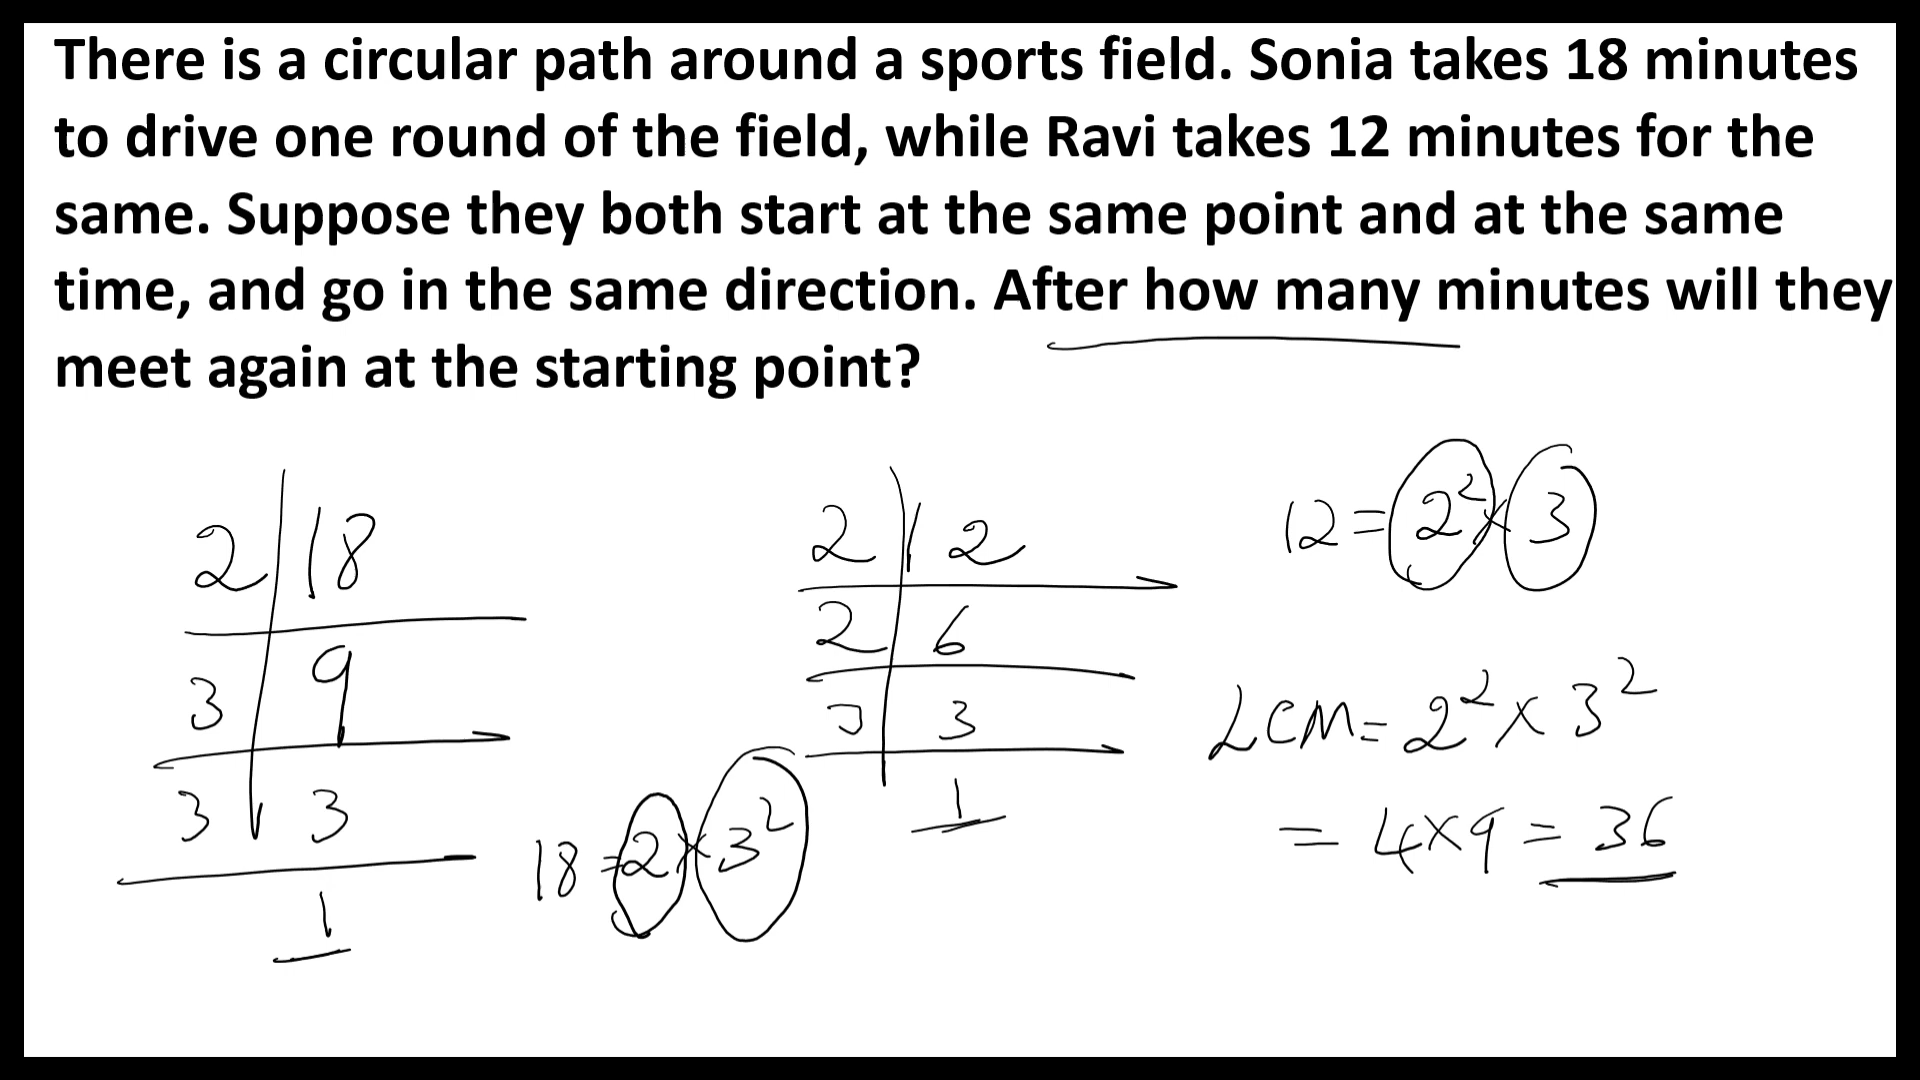 There is a circular path around a sports field. Sonia takes 18 minutes
to drive one round of the field, while Ravi takes 12 minutes for the
same. Suppose they both start at the same point and at the same
time, and go in the same direction. After how many minutes will they
meet again at the starting point?
2 | 18
3 | 9
3 | 3
1
18 = 2 × 3²
2 | 12
2 | 6
3 | 3
1
12 = 2² × 3
LCM = 2² × 3²
= 4 × 9 = 36